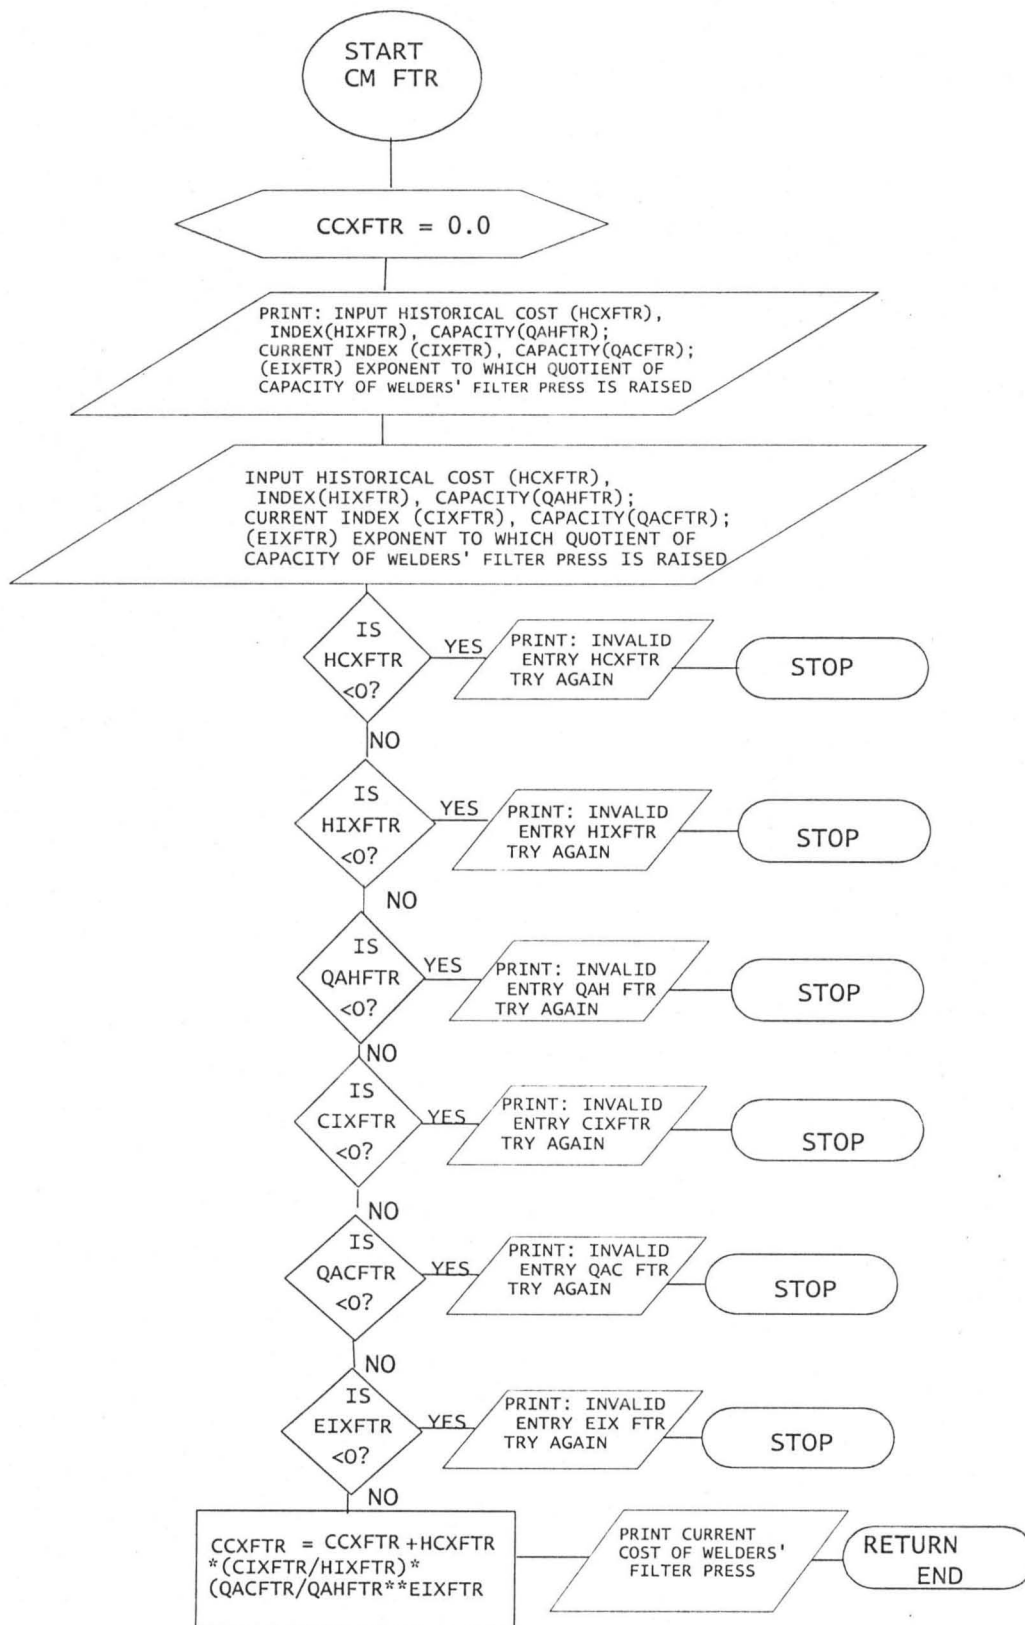 START
CM FTR
CCXFTR = 0.0
PRINT: INPUT HISTORICAL COST (HCXFTR),
INDEX(HIXFTR), CAPACITY(QAHFTR);
CURRENT INDEX (CIXFTR), CAPACITY(QACFTR);
(EIXFTR) EXPONENT TO WHICH QUOTIENT OF
CAPACITY OF WELDERS' FILTER PRESS IS RAISED
INPUT HISTORICAL COST (HCXFTR),
INDEX(HIXFTR), CAPACITY(QAHFTR);
CURRENT INDEX (CIXFTR), CAPACITY(QACFTR);
(EIXFTR) EXPONENT TO WHICH QUOTIENT OF
CAPACITY OF WELDERS' FILTER PRESS IS RAISED
IS
HCXFTR
<0?
YES
PRINT: INVALID
ENTRY HCXFTR
TRY AGAIN
STOP
NO
IS
HIXFTR
<0?
YES
PRINT: INVALID
ENTRY HIXFTR
TRY AGAIN
STOP
NO
IS
QAHFTR
<0?
YES
PRINT: INVALID
ENTRY QAH FTR
TRY AGAIN
STOP
NO
IS
CIXFTR
<0?
YES
PRINT: INVALID
ENTRY CIXFTR
TRY AGAIN
STOP
NO
IS
QACFTR
<0?
YES
PRINT: INVALID
ENTRY QAC FTR
TRY AGAIN
STOP
NO
IS
EIXFTR
<0?
YES
PRINT: INVALID
ENTRY EIX FTR
TRY AGAIN
STOP
NO
CCXFTR = CCXFTR +HCXFTR
*(CIXFTR/HIXFTR)*
(QACFTR/QAHFTR**EIXFTR
PRINT CURRENT
COST OF WELDERS'
FILTER PRESS
RETURN
END